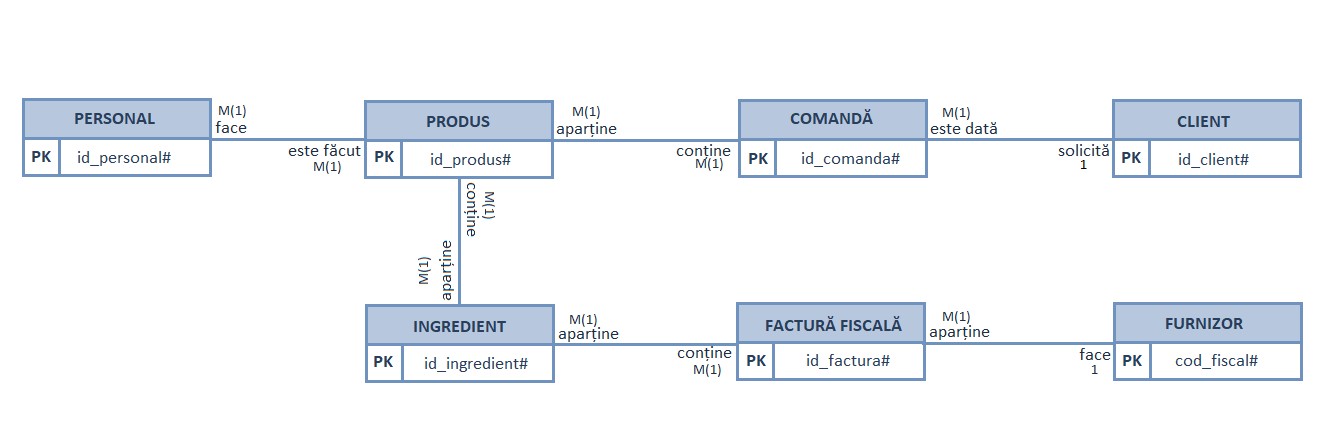 PERSONAL
PK id_personal#
M(1)
face
este făcut
M(1)
PRODUS
PK id_produs#
M(1)
aparține
conține
M(1)
COMANDĂ
PK id_comanda#
M(1)
este dată
solicită
1
CLIENT
PK id_client#
M(1)
conține
M(1)
aparține
INGREDIENT
PK id_ingredient#
M(1)
aparține
conține
M(1)
FACTURĂ FISCALĂ
PK id_factura#
M(1)
aparține
face
1
FURNIZOR
PK cod_fiscal#